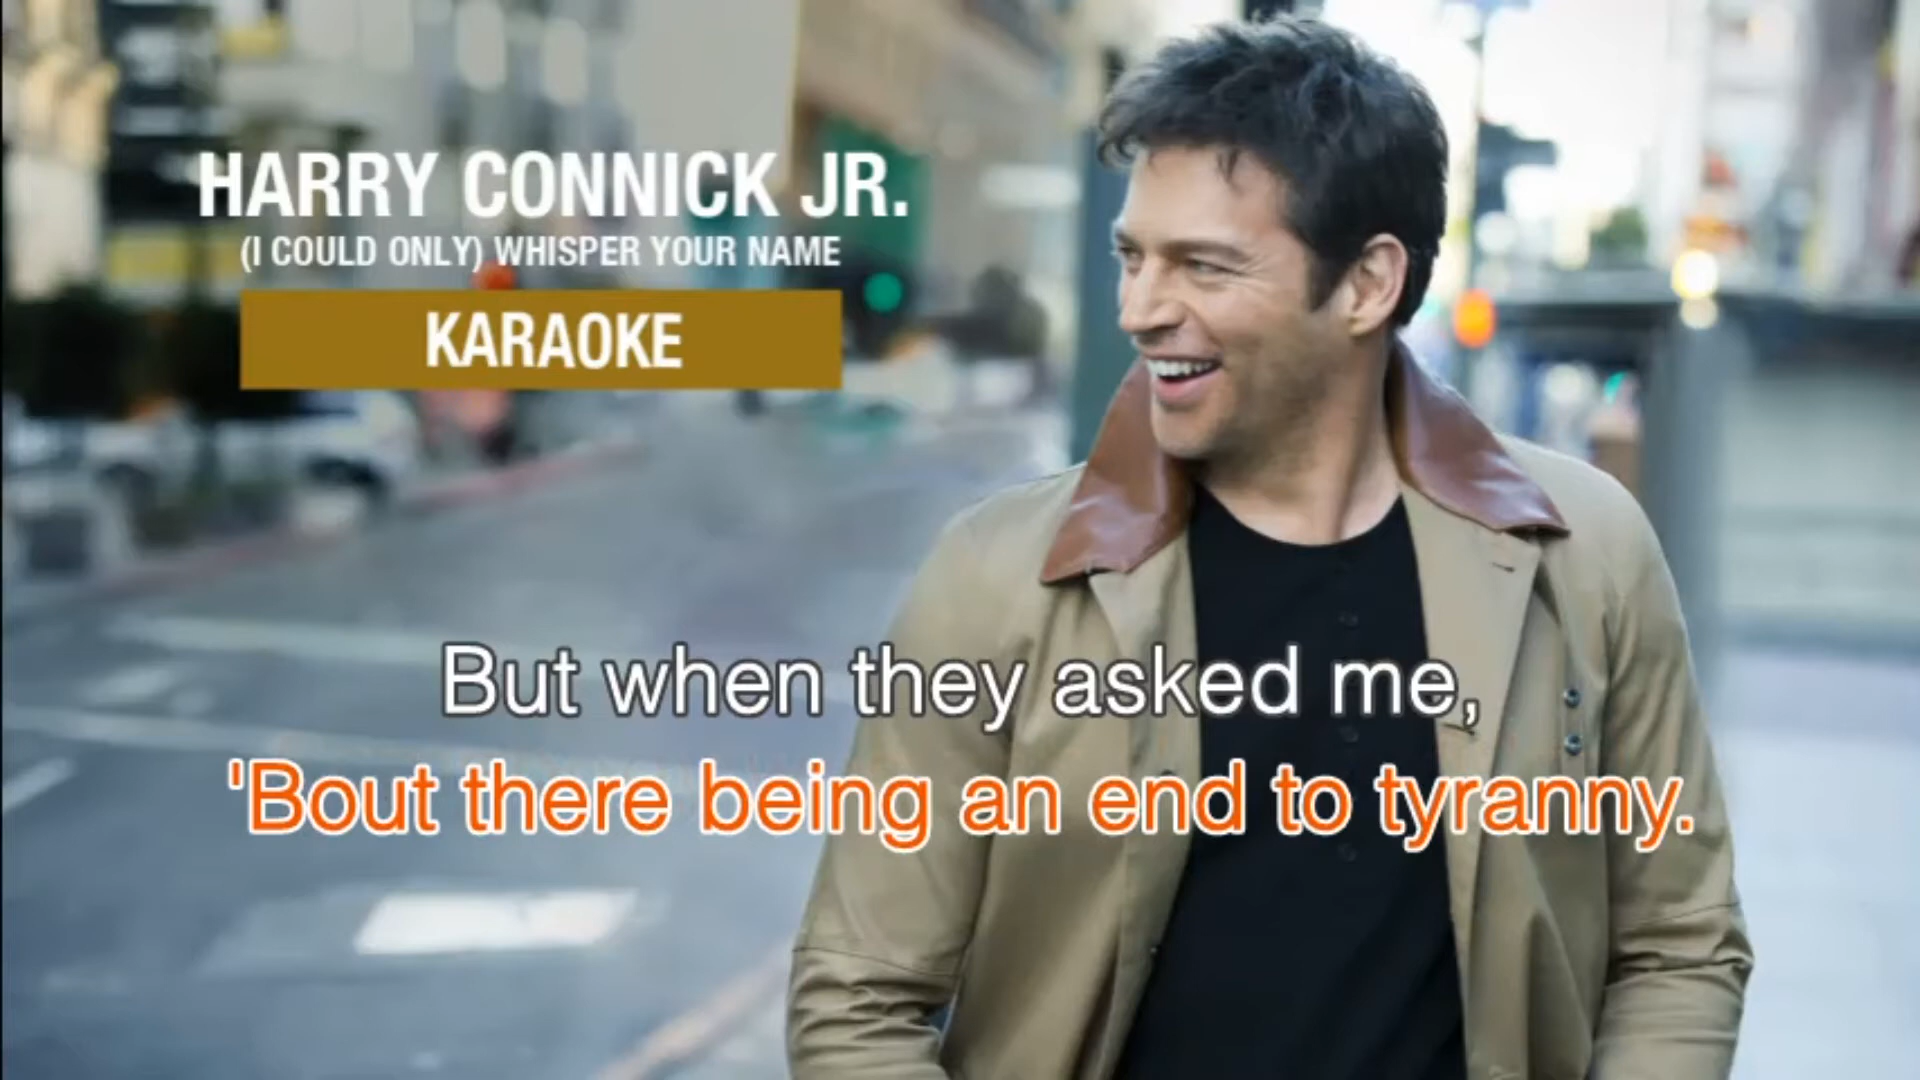 HARRY CONNICK JR.
(I COULD ONLY) WHISPER YOUR NAME
KARAOKE
But when they asked me,
'Bout there being an end to tyranny.